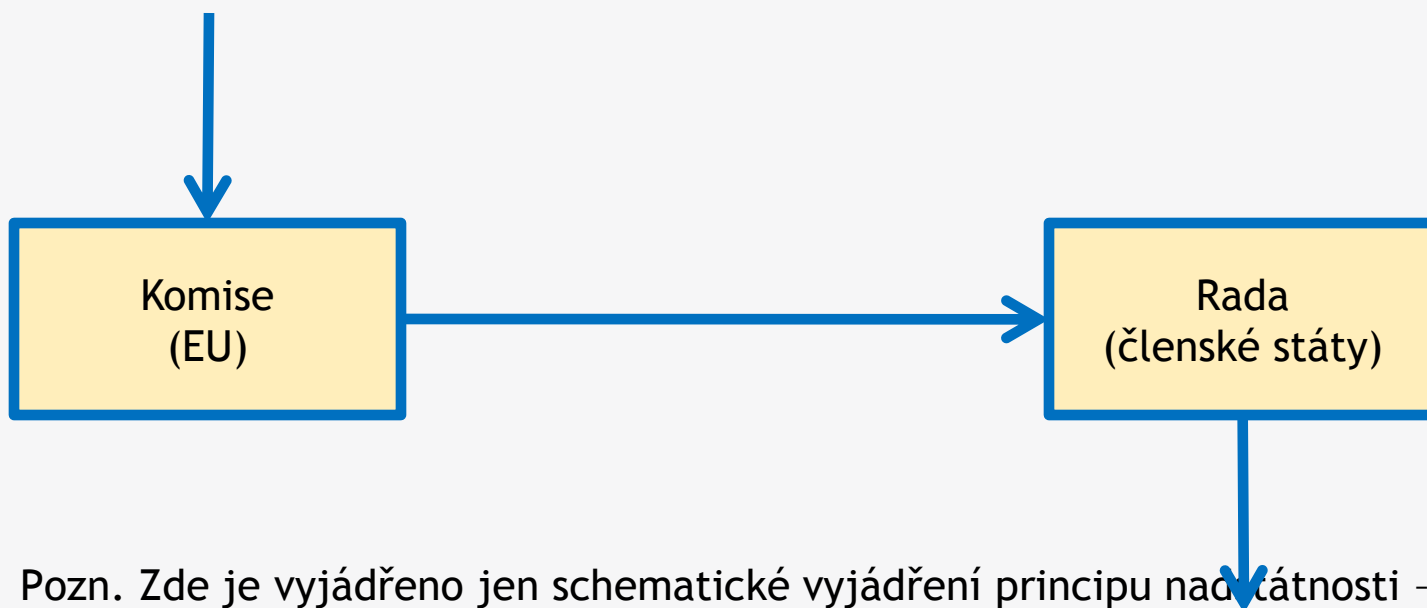 Komise
(EU)
Rada
(členské státy)
Pozn. Zde je vyjádřeno jen schematické vyjádření principu nadstátnosti –